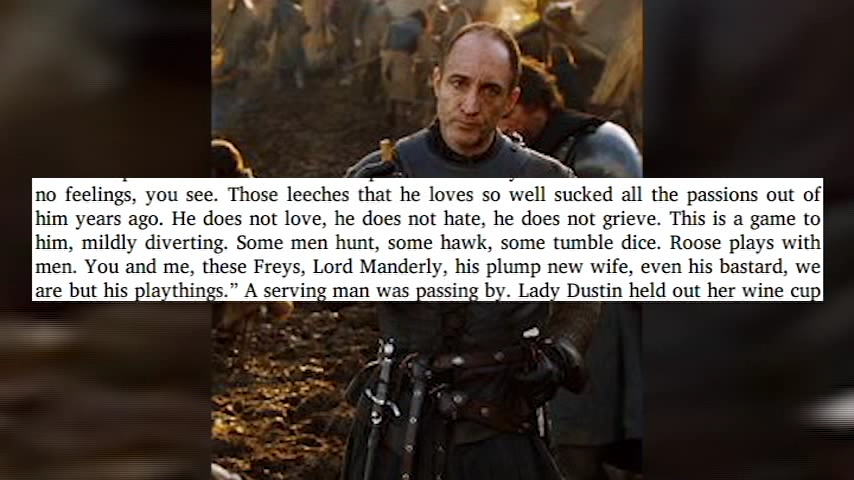 no feelings, you see. Those leeches that he loves so well sucked all the passions out of
him years ago. He does not love, he does not hate, he does not grieve. This is a game to
him, mildly diverting. Some men hunt, some hawk, some tumble dice. Roose plays with
men. You and me, these Freys, Lord Manderly, his plump new wife, even his bastard, we
are but his playthings.” A serving man was passing by. Lady Dustin held out her wine cup